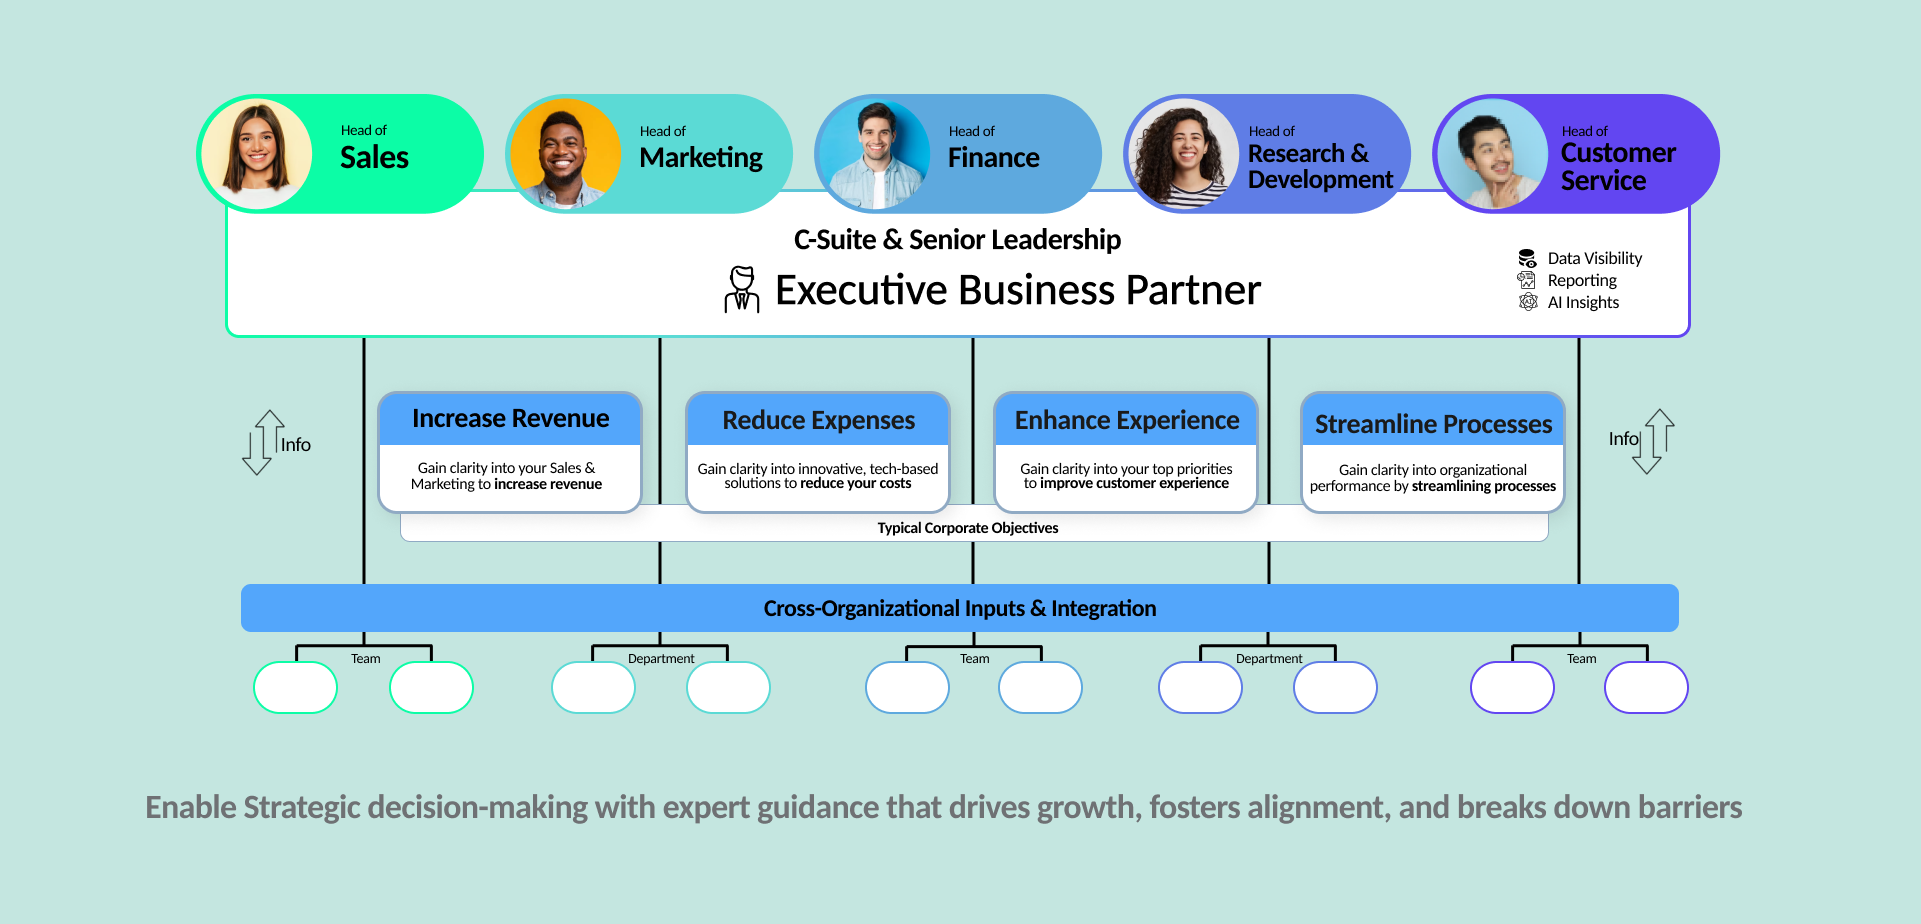 Head of
Sales
Head of
Marketing
Head of
Finance
Head of
Research &
Development
Head of
Customer
Service
C-Suite & Senior Leadership
Executive Business Partner
Data Visibility
Reporting
AI Insights
Info
Increase Revenue
Gain clarity into your Sales &
Marketing to increase revenue
Reduce Expenses
Gain clarity into innovative, tech-based
solutions to reduce your costs
Enhance Experience
Gain clarity into your top priorities
to improve customer experience
Streamline Processes
Gain clarity into organizational
performance by streamlining processes
Info
Typical Corporate Objectives
Cross-Organizational Inputs & Integration
Team
Department
Team
Department
Team
Enable Strategic decision-making with expert guidance that drives growth, fosters alignment, and breaks down barriers